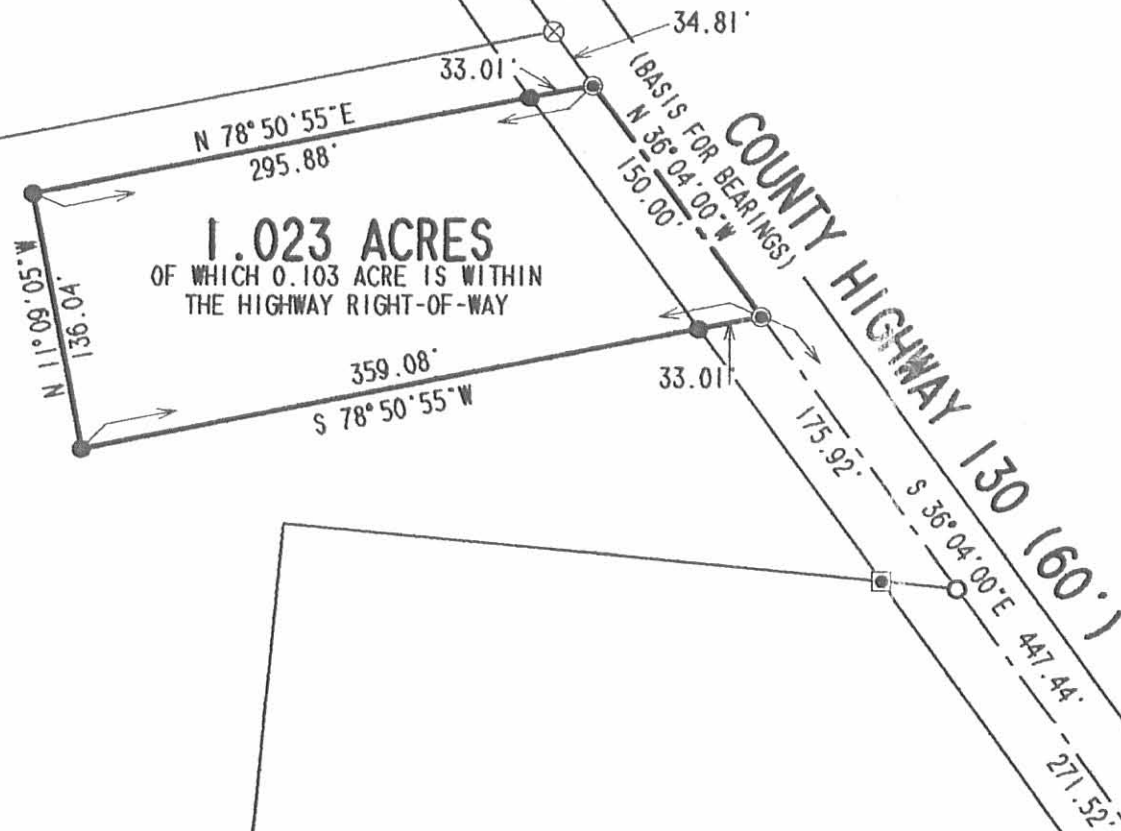 34.81'
33.01'
(BASIS FOR BEARINGS)
N 36°04'00"W
150.00'
N 78°50'55"E
295.88'
COUNTY HIGHWAY 130 (60')
1.023 ACRES
OF WHICH 0.103 ACRE IS WITHIN
THE HIGHWAY RIGHT-OF-WAY
N 11°09'05"W
136.04'
359.08'
S 78°50'55"W
33.01'
175.92'
S 36°04'00"E 447.44'
271.52'